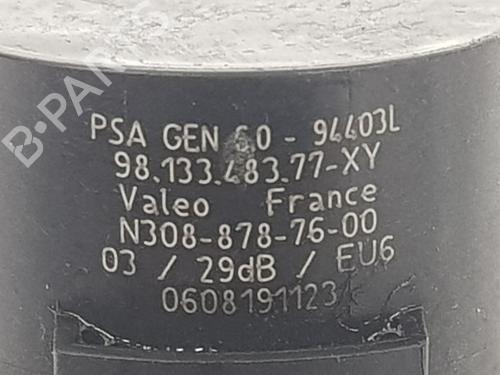 PSA GEN 6.0 - 94403L
98.133.483.77-XY
Valeo France
N308-878-76-00
03 / 29dB / EU6
0608191123
B-PARTS